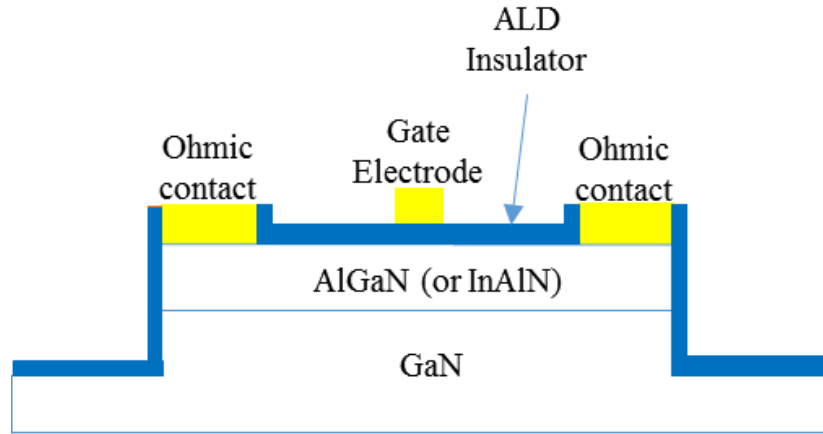 ALD
Insulator
Gate
Electrode
Ohmic
contact
Ohmic
contact
AlGaN (or InAlN)
GaN